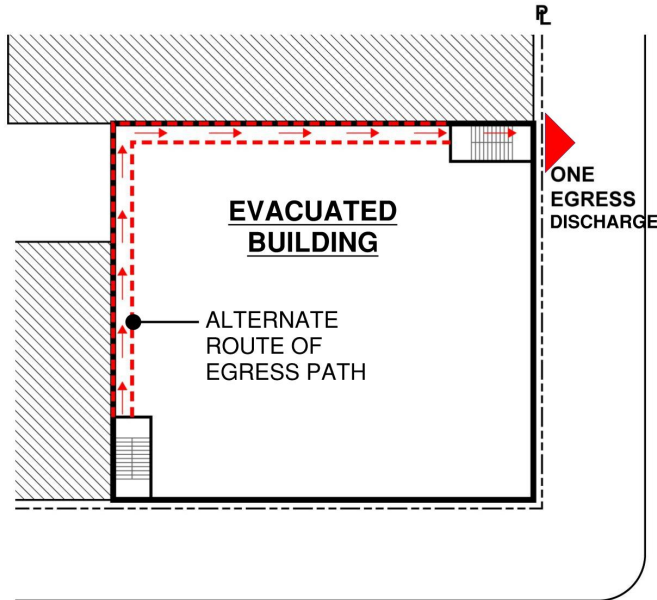 PL
ONE
EGRESS
DISCHARGE
EVACUATED
BUILDING
ALTERNATE
ROUTE OF
EGRESS PATH